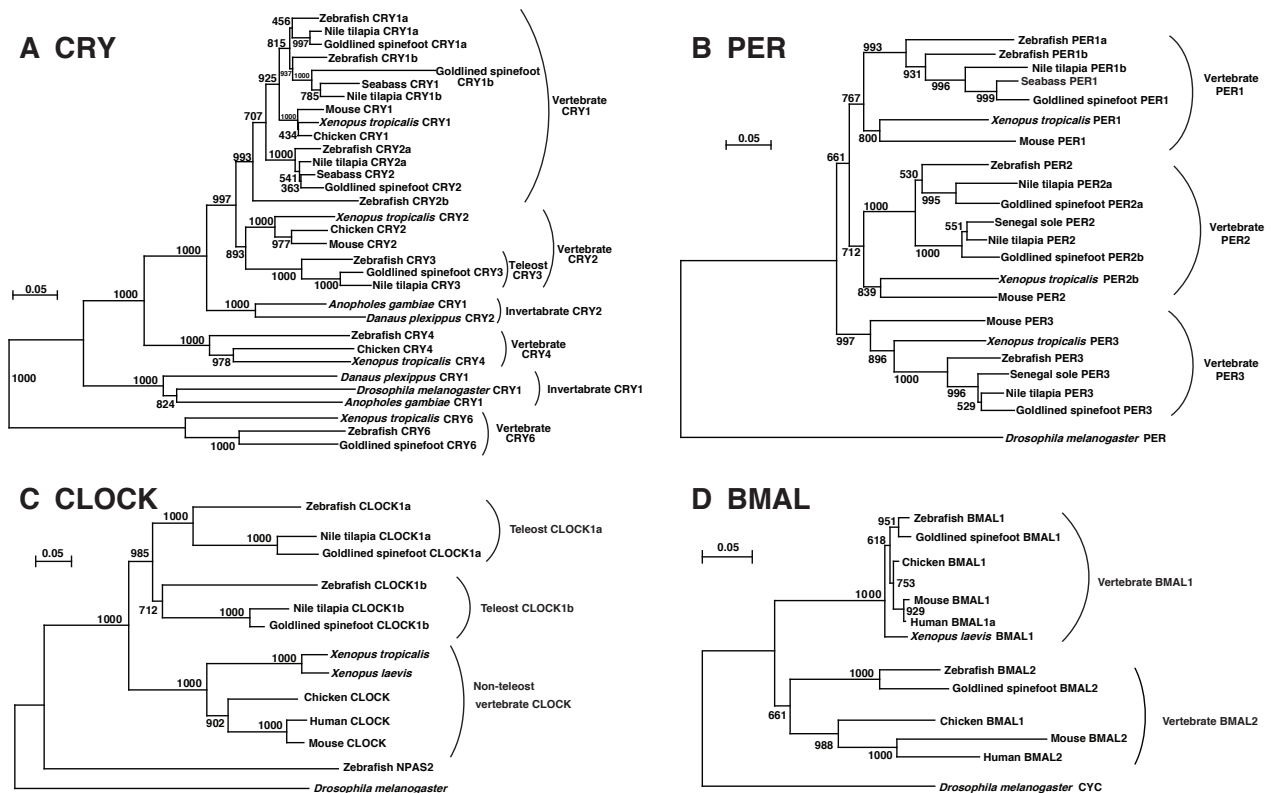 A CRY
456
Zebrafish CRY1a
Nile tilapia CRY1a
997
Goldlined spinefoot CRY1a
815
Zebrafish CRY1b
937
1000
Goldlined spinefoot
CRY1b
925
Seabass CRY1
785
Nile tilapia CRY1b
Mouse CRY1
1000
Xenopus tropicalis CRY1
434
Chicken CRY1
707
Zebrafish CRY2a
1000
Nile tilapia CRY2a
Seabass CRY2
541
363
Goldlined spinefoot CRY2
993
Zebrafish CRY2b
Vertebrate
CRY1
997
Xenopus tropicalis CRY2
1000
Chicken CRY2
977
Mouse CRY2
893
Zebrafish CRY3
1000
Goldlined spinefoot CRY3
1000
Nile tilapia CRY3
Teleost
CRY3
Vertebrate
CRY2
1000
Anopholes gambiae CRY1
1000
Danaus plexippus CRY2
Invertabrate CRY2
0.05
1000
Zebrafish CRY4
1000
Chicken CRY4
978
Xenopus tropicalis CRY4
Vertebrate
CRY4
1000
Danaus plexippus CRY1
1000
Drosophila melanogaster CRY1
824
Anopholes gambiae CRY1
Invertabrate CRY1
Xenopus tropicalis CRY6
Zebrafish CRY6
1000
Goldlined spinefoot CRY6
Vertebrate
CRY6
B PER
0.05
993
Zebrafish PER1a
Zebrafish PER1b
931
Nile tilapia PER1b
996
Seabass PER1
999
Goldlined spinefoot PER1
767
Xenopus tropicalis PER1
800
Mouse PER1
Vertebrate
PER1
661
Zebrafish PER2
530
Nile tilapia PER2a
995
Goldlined spinefoot PER2a
1000
Senegal sole PER2
551
Nile tilapia PER2
1000
Goldlined spinefoot PER2b
712
Xenopus tropicalis PER2b
839
Mouse PER2
Vertebrate
PER2
Mouse PER3
997
Xenopus tropicalis PER3
896
Zebrafish PER3
1000
Senegal sole PER3
996
Nile tilapia PER3
529
Goldlined spinefoot PER3
Vertebrate
PER3
Drosophila melanogaster PER
C CLOCK
0.05
Zebrafish CLOCK1a
1000
Nile tilapia CLOCK1a
1000
Goldlined spinefoot CLOCK1a
Teleost CLOCK1a
985
Zebrafish CLOCK1b
712
Nile tilapia CLOCK1b
1000
Goldlined spinefoot CLOCK1b
Teleost CLOCK1b
1000
Xenopus tropicalis
1000
Xenopus laevis
1000
Chicken CLOCK
902
Human CLOCK
1000
Mouse CLOCK
Non-teleost
vertebrate CLOCK
Zebrafish NPAS2
Drosophila melanogaster
D BMAL
0.05
951
Zebrafish BMAL1
Goldlined spinefoot BMAL1
618
Chicken BMAL1
753
1000
Mouse BMAL1
929
Human BMAL1a
Xenopus laevis BMAL1
Vertebrate BMAL1
Zebrafish BMAL2
1000
Goldlined spinefoot BMAL2
661
Chicken BMAL1
988
Mouse BMAL2
1000
Human BMAL2
Vertebrate BMAL2
Drosophila melanogaster CYC